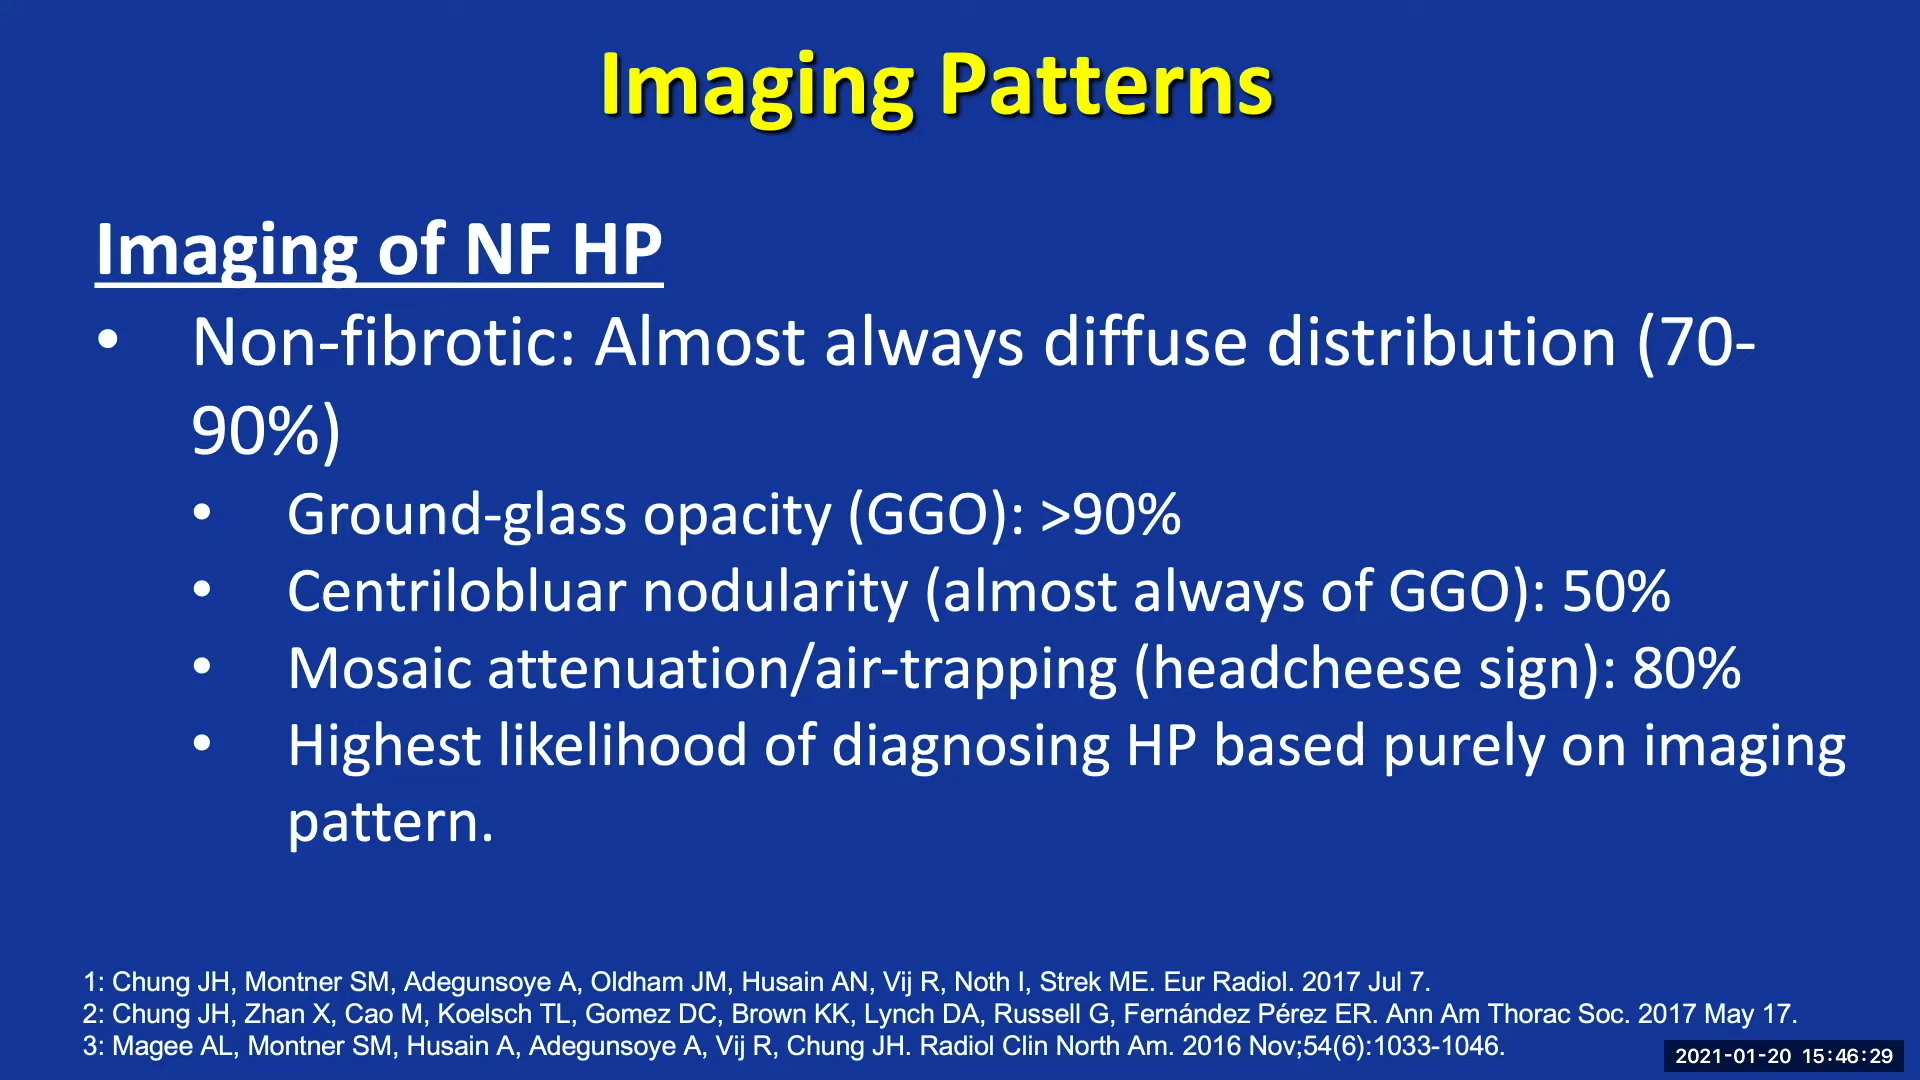 Imaging Patterns
Imaging of NF HP
• Non-fibrotic: Almost always diffuse distribution (70-
90%)
• Ground-glass opacity (GGO): >90%
• Centrilobluar nodularity (almost always of GGO): 50%
• Mosaic attenuation/air-trapping (headcheese sign): 80%
• Highest likelihood of diagnosing HP based purely on imaging
pattern.
1: Chung JH, Montner SM, Adegunsoye A, Oldham JM, Husain AN, Vij R, Noth I, Strek ME. Eur Radiol. 2017 Jul 7.
2: Chung JH, Zhan X, Cao M, Koelsch TL, Gomez DC, Brown KK, Lynch DA, Russell G, Fernández Pérez ER. Ann Am Thorac Soc. 2017 May 17.
3: Magee AL, Montner SM, Husain A, Adegunsoye A, Vij R, Chung JH. Radiol Clin North Am. 2016 Nov;54(6):1033-1046.
2021-01-20 15:46:29